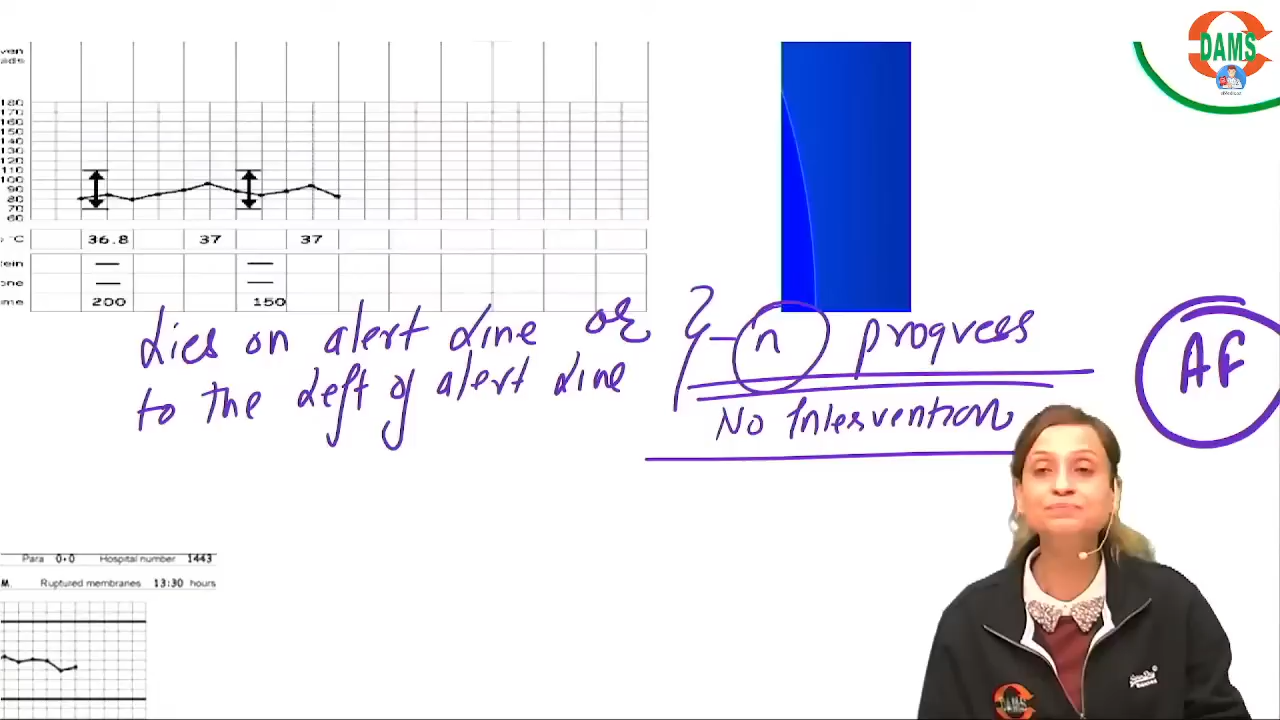 DAMS
180
170
160
150
140
130
120
110
100
90
80
70
60
°C 36.8 37 37
200 150
Lies on alert Line or } - n progress
to the Left of alert Line
No Intervention
AF
Para 0+0 Hospital number 1443
M. Ruptured membranes 13:30 hours
DAMS